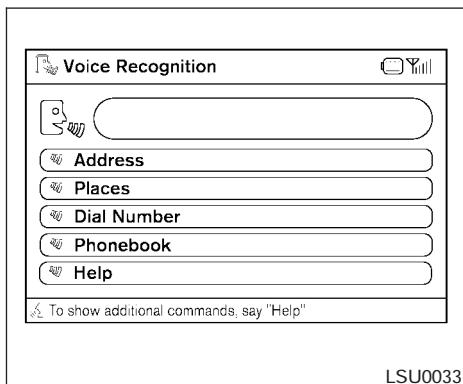 Voice Recognition
Address
Places
Dial Number
Phonebook
Help
To show additional commands, say "Help"
LSU0033